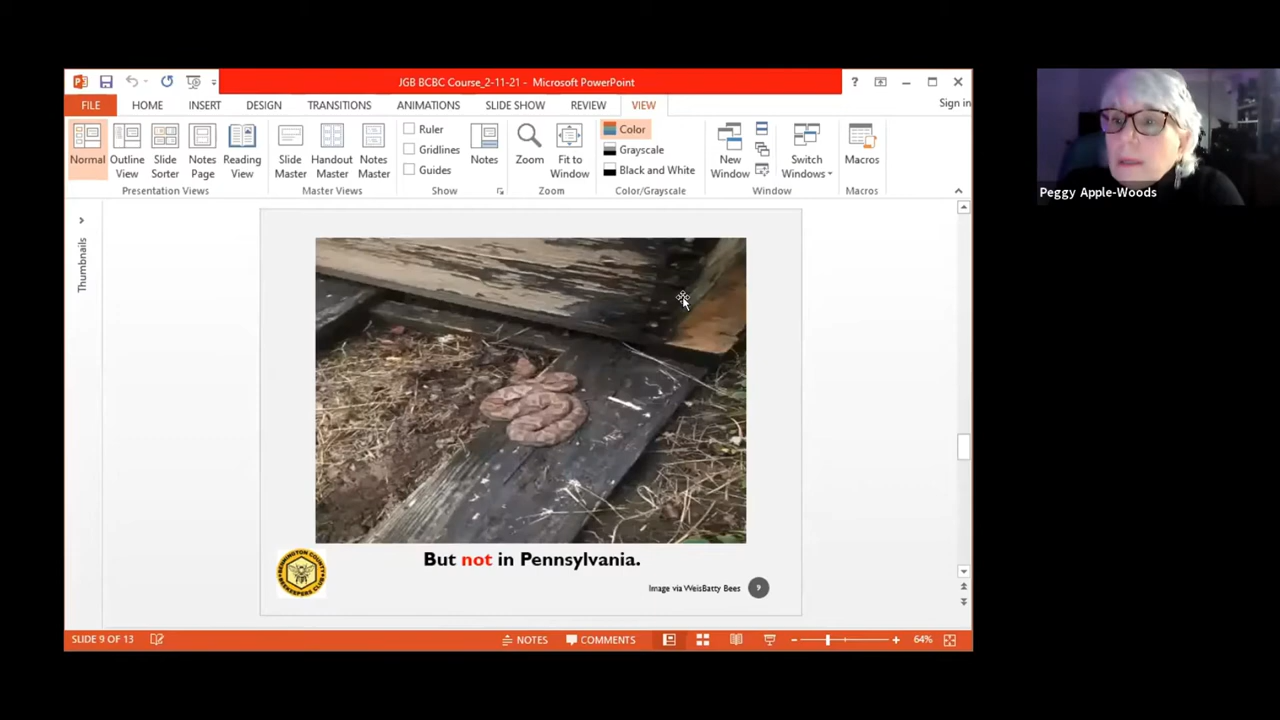 JGB BCBC Course_2-11-21 - Microsoft PowerPoint
?
FILE HOME INSERT DESIGN TRANSITIONS ANIMATIONS SLIDE SHOW REVIEW VIEW Sign in
Normal
Outline
View
Slide
Sorter
Notes
Page
Reading
View
Presentation Views
Slide
Master
Handout
Master
Notes
Master
Master Views
Ruler
Gridlines
Guides
Notes
Show
Zoom
Fit to
Window
Zoom
Color
Grayscale
Black and White
Color/Grayscale
New
Window
Switch
Windows
Window
Macros
Macros
Thumbnails
But not in Pennsylvania.
Image via WeisBatty Bees 9
SLIDE 9 OF 13 NOTES COMMENTS 64%
Peggy Apple-Woods